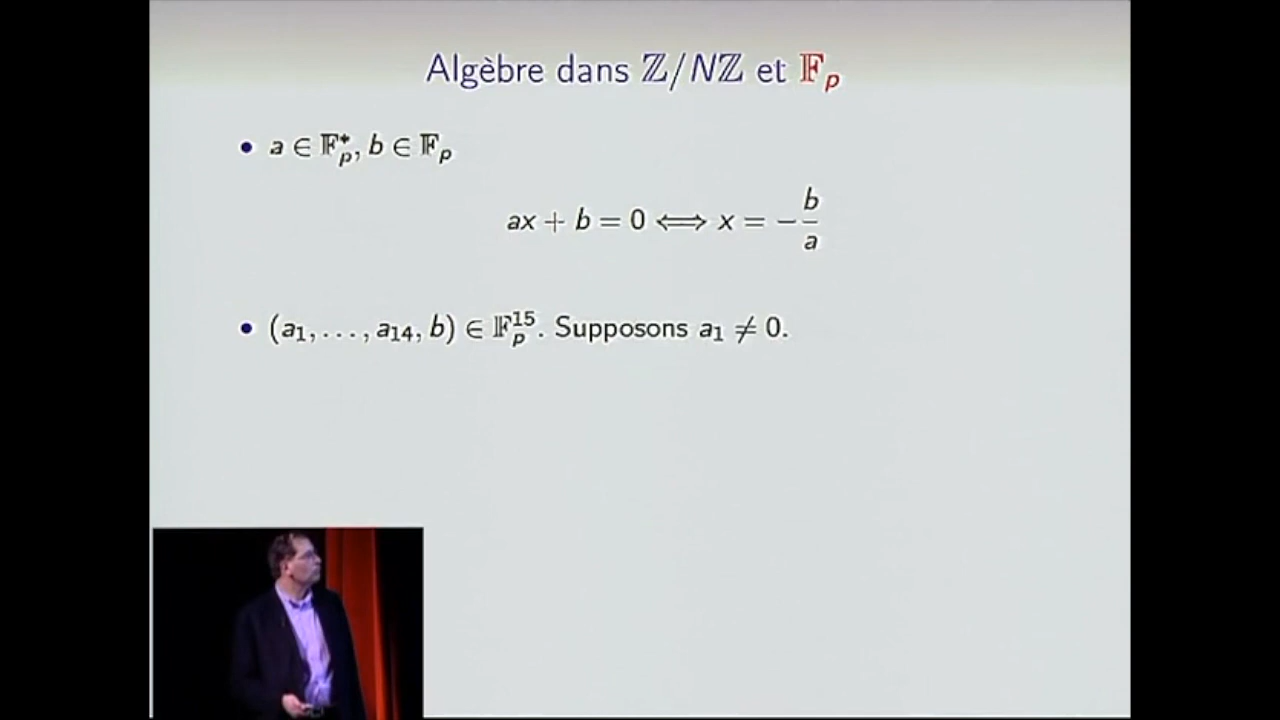 Algèbre dans ℤ/Nℤ et 𝔽ₚ
• a ∈ 𝔽ₚ*, b ∈ 𝔽ₚ
ax + b = 0 ⟺ x = −b/a
• (a₁, …, a₁₄, b) ∈ 𝔽ₚ¹⁵. Supposons a₁ ≠ 0.